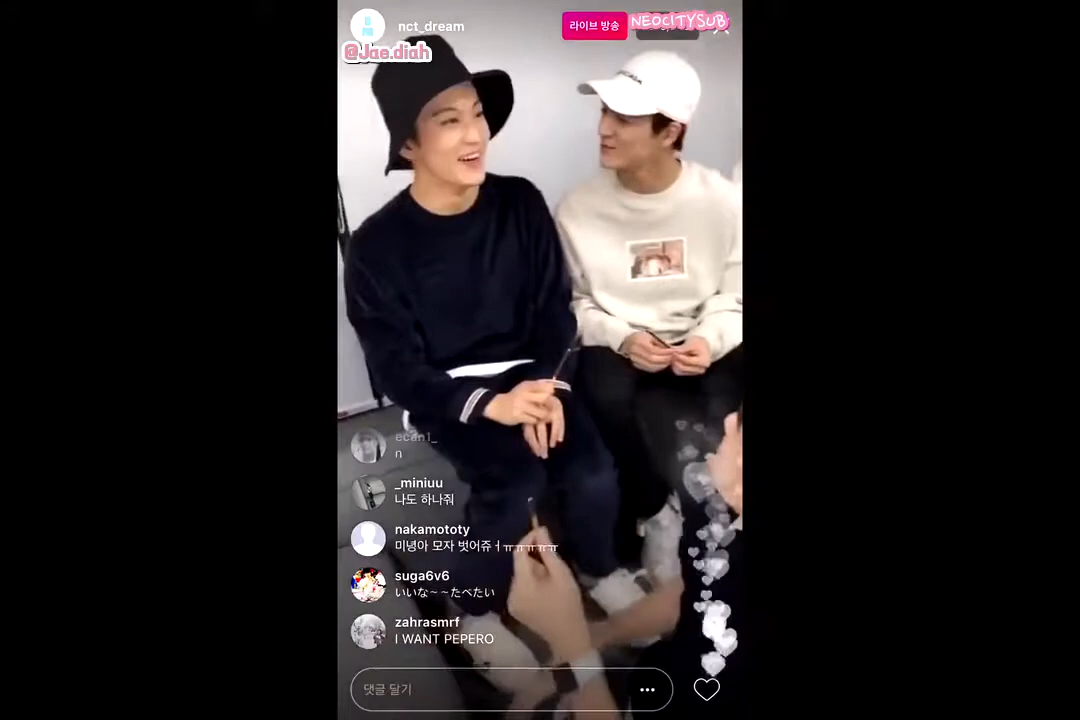 nct_dream
라이브 방송
NEOCITYSUB
@Jae.diah
ecan1_
n
_miniuu
나도 하나줘
nakamototy
미녕아 모자 벗어쥬ㅓㅠㅠㅠㅠㅠ
suga6v6
いいな~~たべたい
zahrasmrf
I WANT PEPERO
댓글 달기